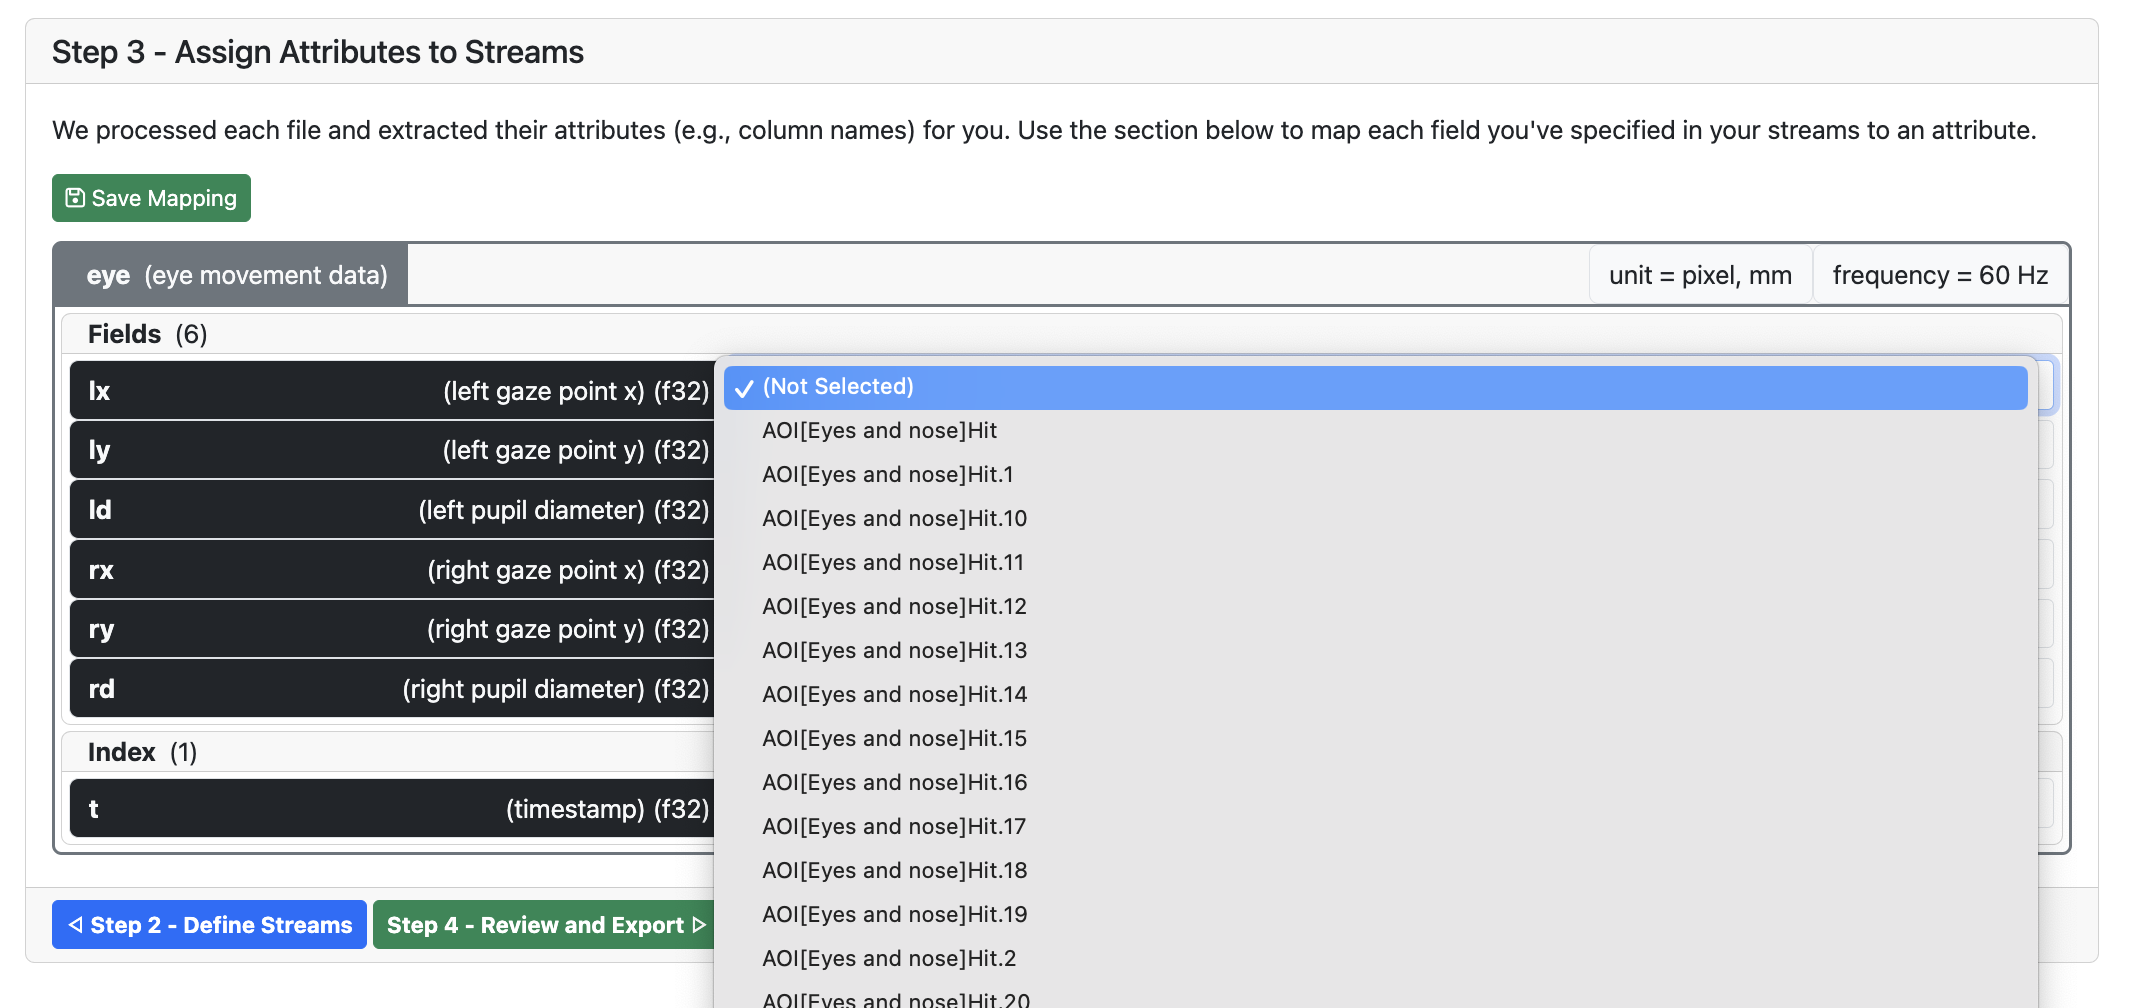 Step 3 - Assign Attributes to Streams
We processed each file and extracted their attributes (e.g., column names) for you. Use the section below to map each field you've specified in your streams to an attribute.
Save Mapping
eye (eye movement data) unit = pixel, mm frequency = 60 Hz
Fields (6)
lx (left gaze point x) (f32)
ly (left gaze point y) (f32)
ld (left pupil diameter) (f32)
rx (right gaze point x) (f32)
ry (right gaze point y) (f32)
rd (right pupil diameter) (f32)
Index (1)
t (timestamp) (f32)
✓ (Not Selected)
AOI[Eyes and nose]Hit
AOI[Eyes and nose]Hit.1
AOI[Eyes and nose]Hit.10
AOI[Eyes and nose]Hit.11
AOI[Eyes and nose]Hit.12
AOI[Eyes and nose]Hit.13
AOI[Eyes and nose]Hit.14
AOI[Eyes and nose]Hit.15
AOI[Eyes and nose]Hit.16
AOI[Eyes and nose]Hit.17
AOI[Eyes and nose]Hit.18
AOI[Eyes and nose]Hit.19
AOI[Eyes and nose]Hit.2
AOI[Eyes and nose]Hit.20
Step 2 - Define Streams
Step 4 - Review and Export